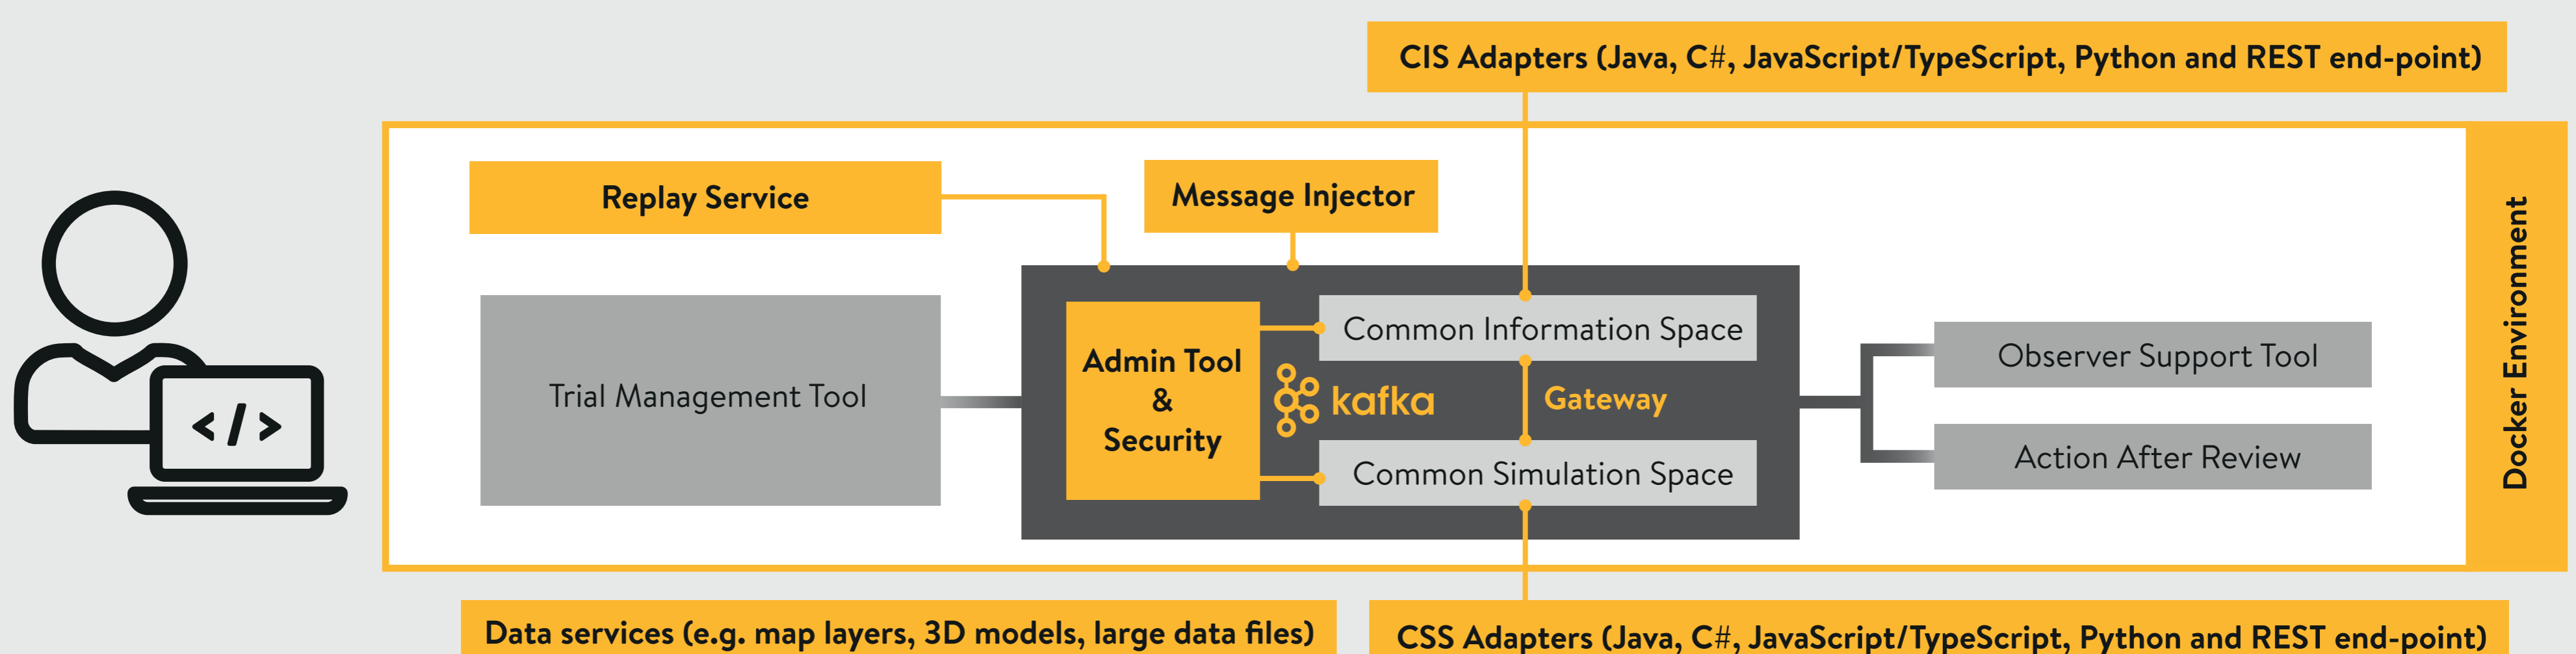 CIS Adapters (Java, C#, JavaScript/TypeScript, Python and REST end-point)
Replay Service
Message Injector
Trial Management Tool
Admin Tool
&
Security
Common Information Space
kafka
Gateway
Common Simulation Space
Observer Support Tool
Action After Review
Docker Environment
</>
Data services (e.g. map layers, 3D models, large data files)
CSS Adapters (Java, C#, JavaScript/TypeScript, Python and REST end-point)